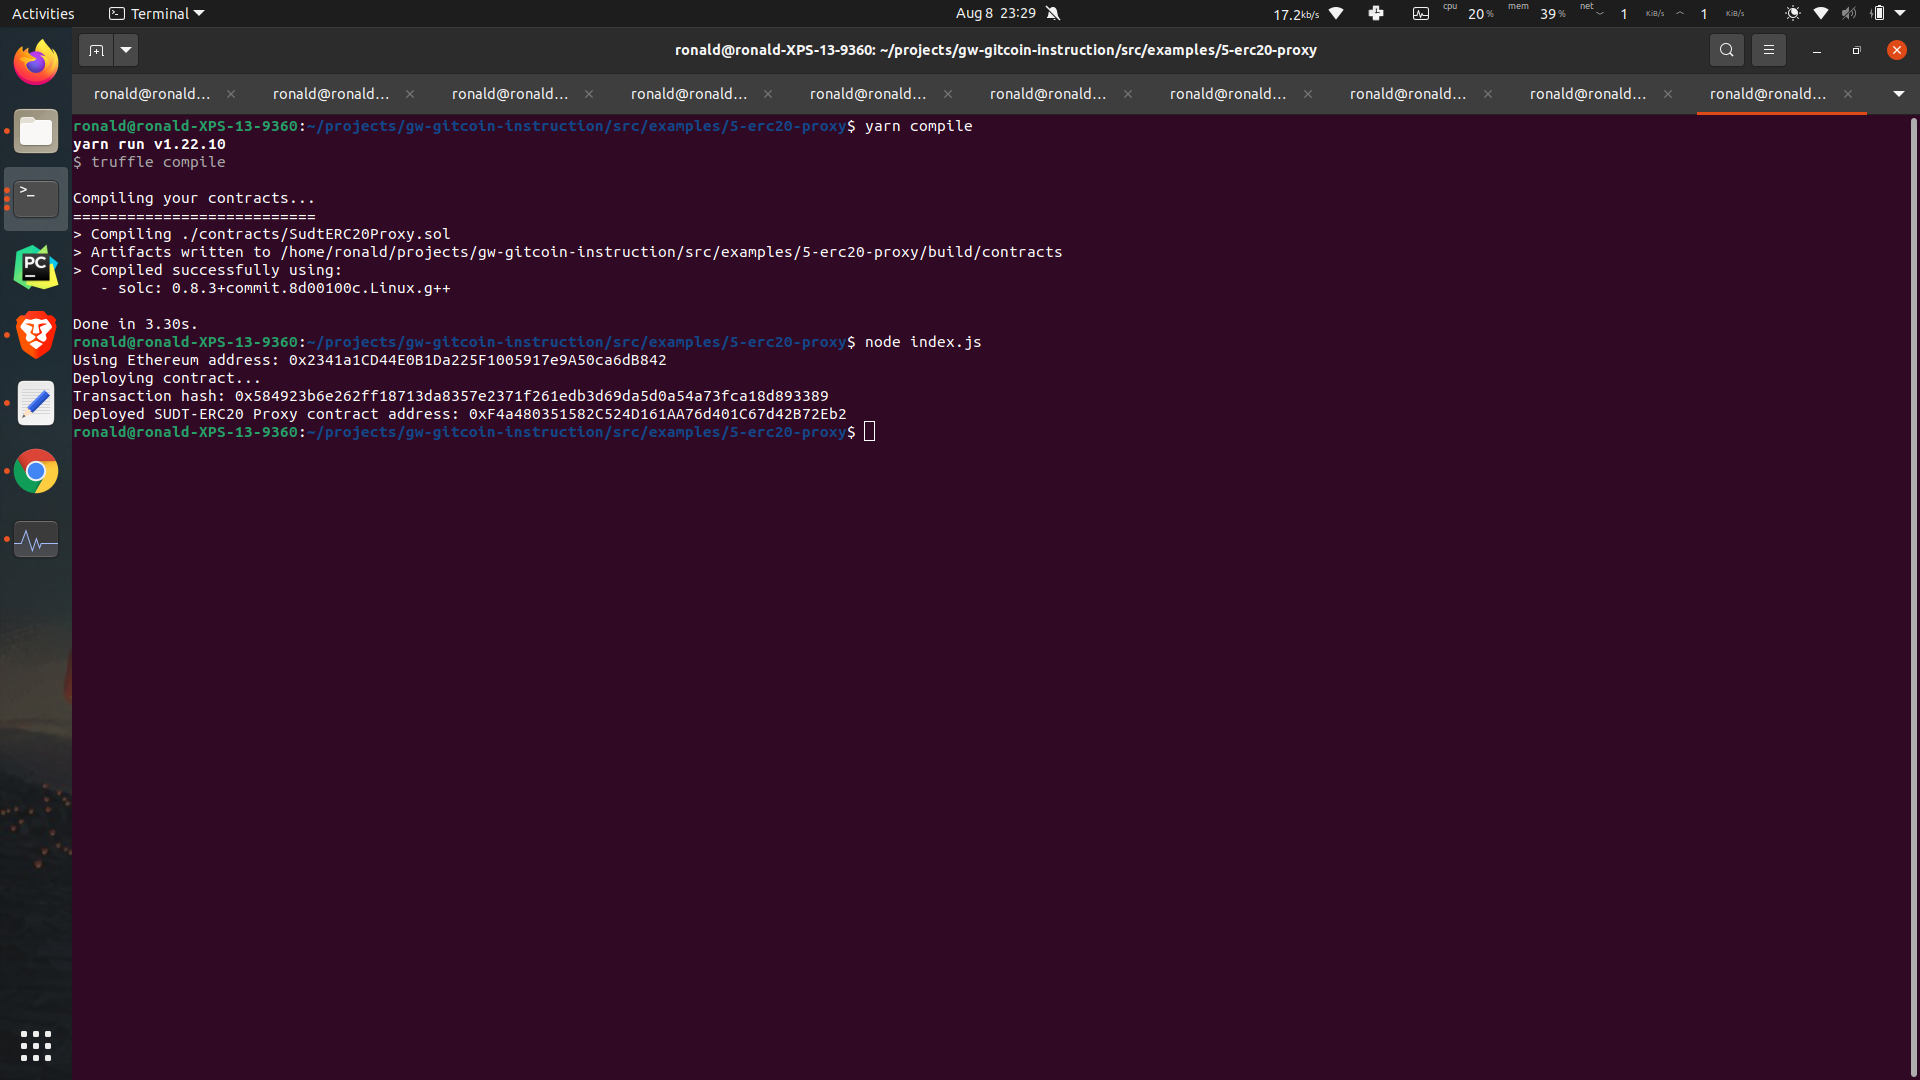 Activities
Terminal
Aug 8 23:29
17.2kb/s
cpu 20 %
mem 39 %
net 1 KiB/s 1 KiB/s
ronald@ronald-XPS-13-9360: ~/projects/gw-gitcoin-instruction/src/examples/5-erc20-proxy
ronald@ronald... ronald@ronald... ronald@ronald... ronald@ronald... ronald@ronald... ronald@ronald... ronald@ronald... ronald@ronald... ronald@ronald... ronald@ronald...
ronald@ronald-XPS-13-9360:~/projects/gw-gitcoin-instruction/src/examples/5-erc20-proxy$ yarn compile
yarn run v1.22.10
$ truffle compile
Compiling your contracts...
===========================
> Compiling ./contracts/SudtERC20Proxy.sol
> Artifacts written to /home/ronald/projects/gw-gitcoin-instruction/src/examples/5-erc20-proxy/build/contracts
> Compiled successfully using:
- solc: 0.8.3+commit.8d00100c.Linux.g++
Done in 3.30s.
ronald@ronald-XPS-13-9360:~/projects/gw-gitcoin-instruction/src/examples/5-erc20-proxy$ node index.js
Using Ethereum address: 0x2341a1CD44E0B1Da225F1005917e9A50ca6dB842
Deploying contract...
Transaction hash: 0x584923b6e262ff18713da8357e2371f261edb3d69da5d0a54a73fca18d893389
Deployed SUDT-ERC20 Proxy contract address: 0xF4a480351582C524D161AA76d401C67d42B72Eb2
ronald@ronald-XPS-13-9360:~/projects/gw-gitcoin-instruction/src/examples/5-erc20-proxy$
PC